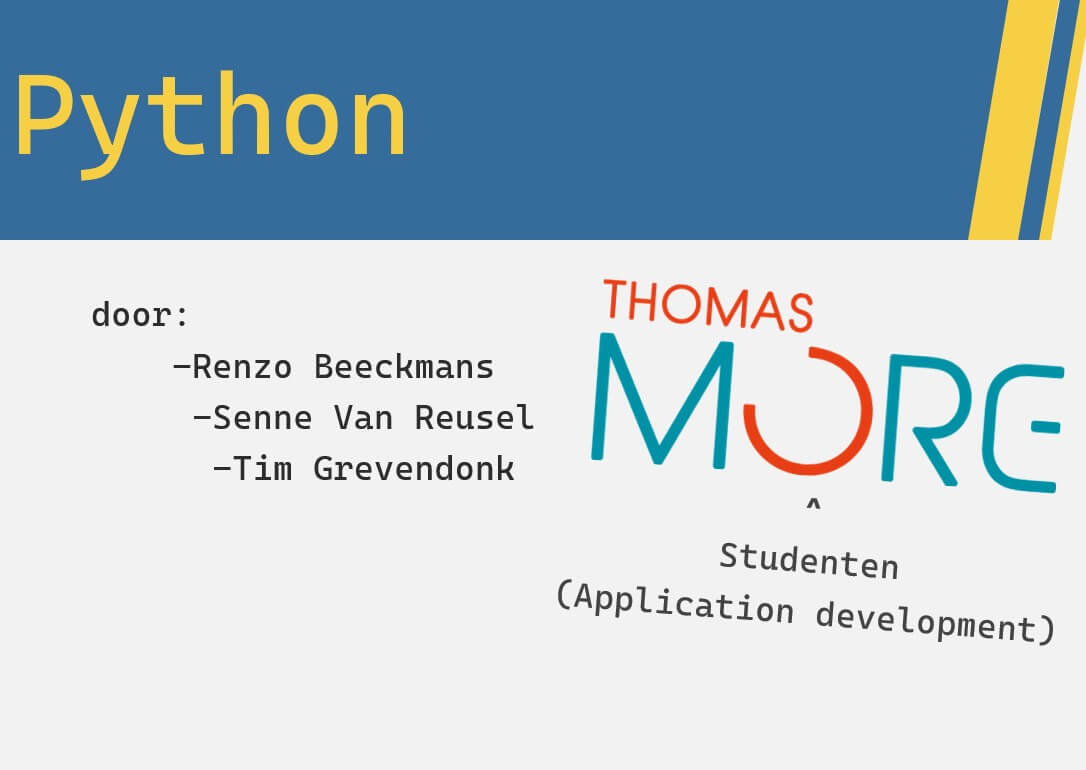 Python
door:
-Renzo Beeckmans
-Senne Van Reusel
-Tim Grevendonk
THOMAS
MORE
^
Studenten
(Application development)